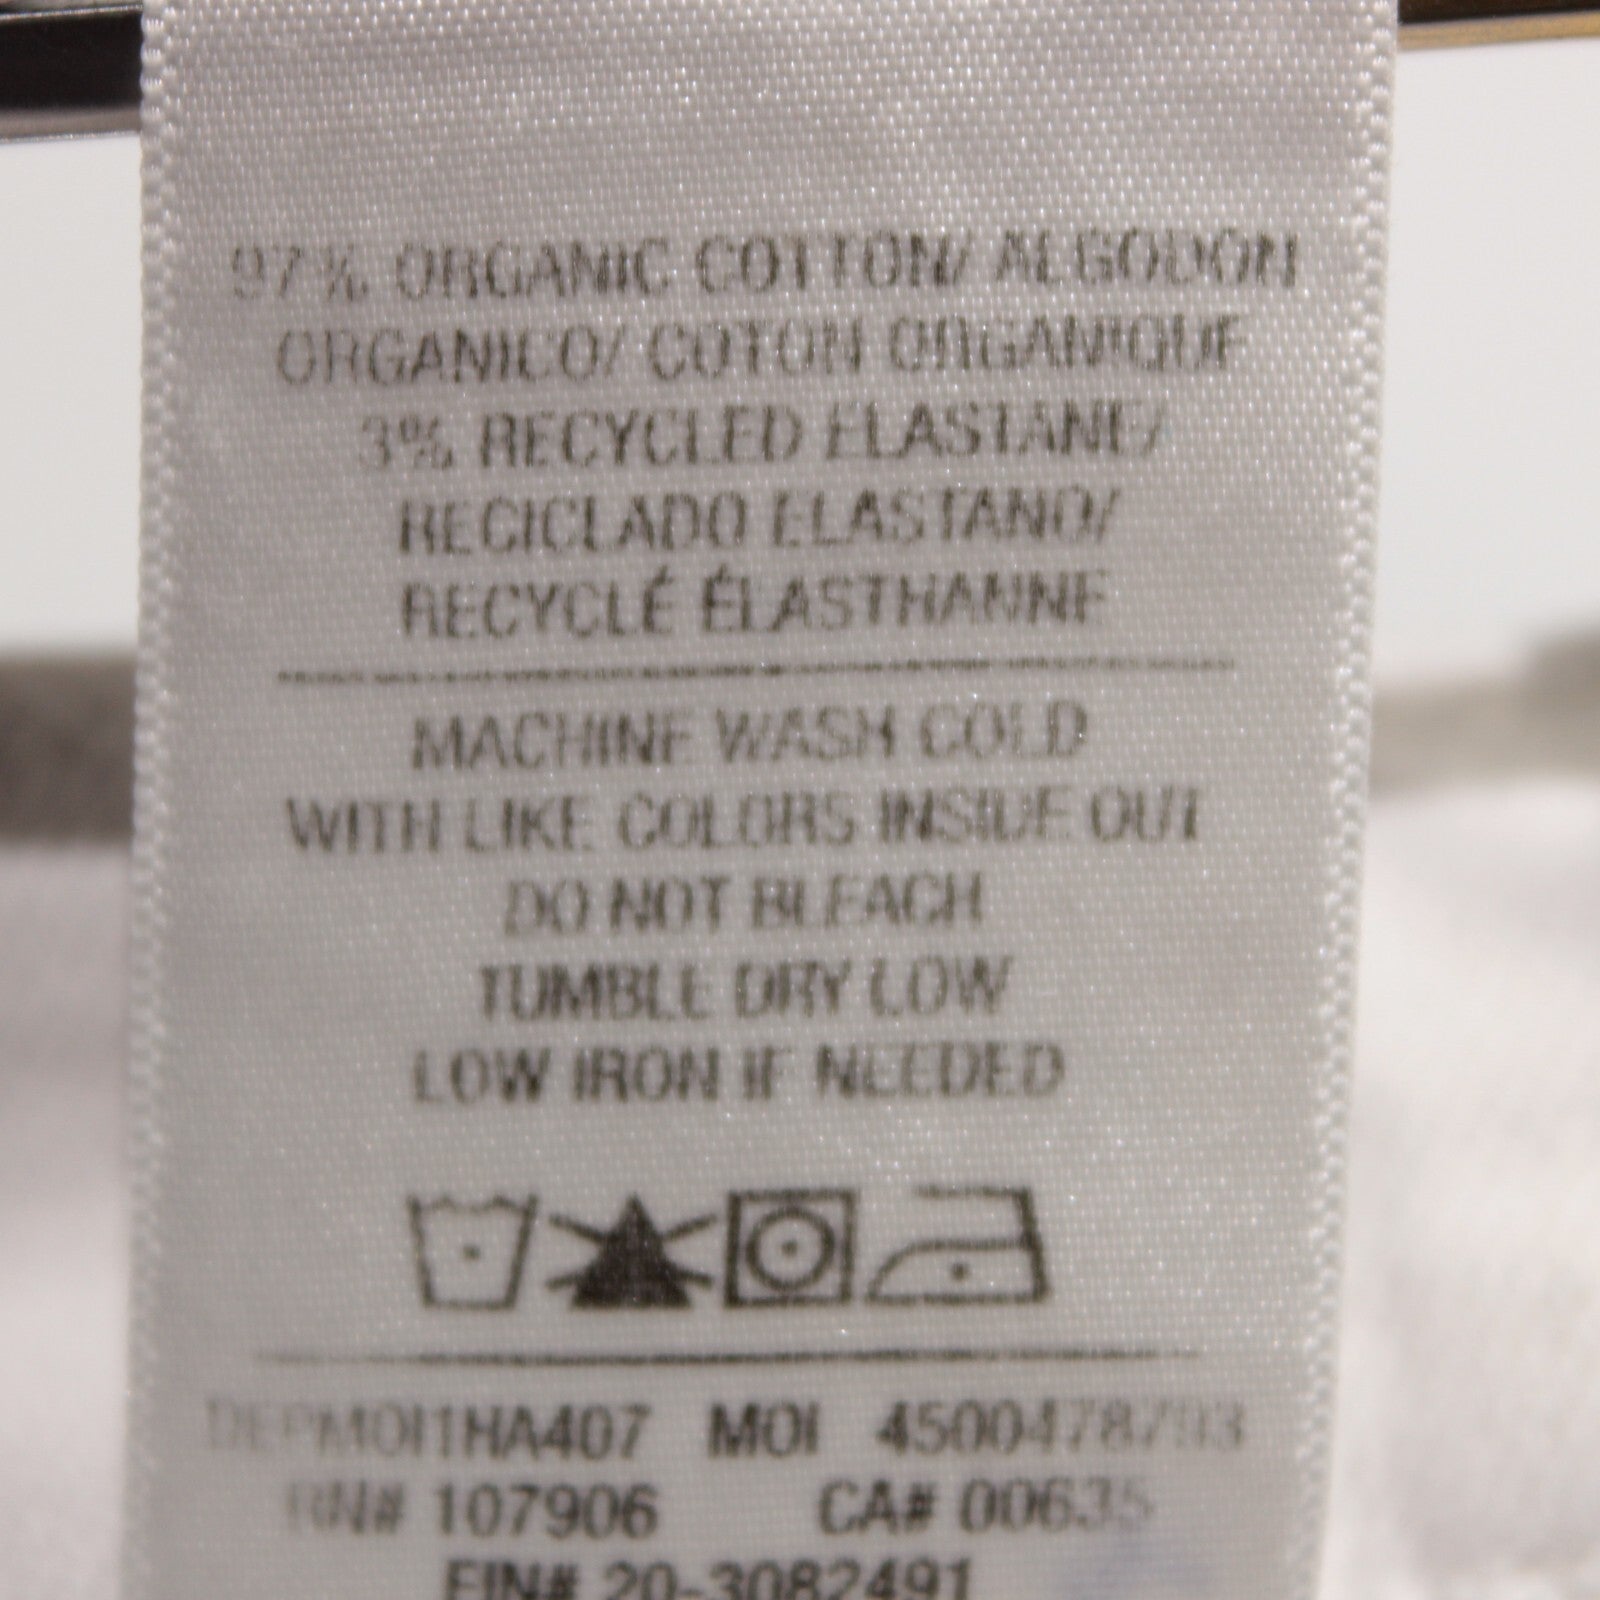 97% ORGANIC COTTON/ ALGODÓN
ORGANICO/ COTON ORGANIQUE
3% RECYCLED ELASTANE/
RECICLADO ELASTANO/
RECYCLÉ ÉLASTHANNE
MACHINE WASH COLD
WITH LIKE COLORS INSIDE OUT
DO NOT BLEACH
TUMBLE DRY LOW
LOW IRON IF NEEDED
DEPMOI1HA407 MOI 4500478793
RN# 107906 CA# 00635
EIN# 20-3082491